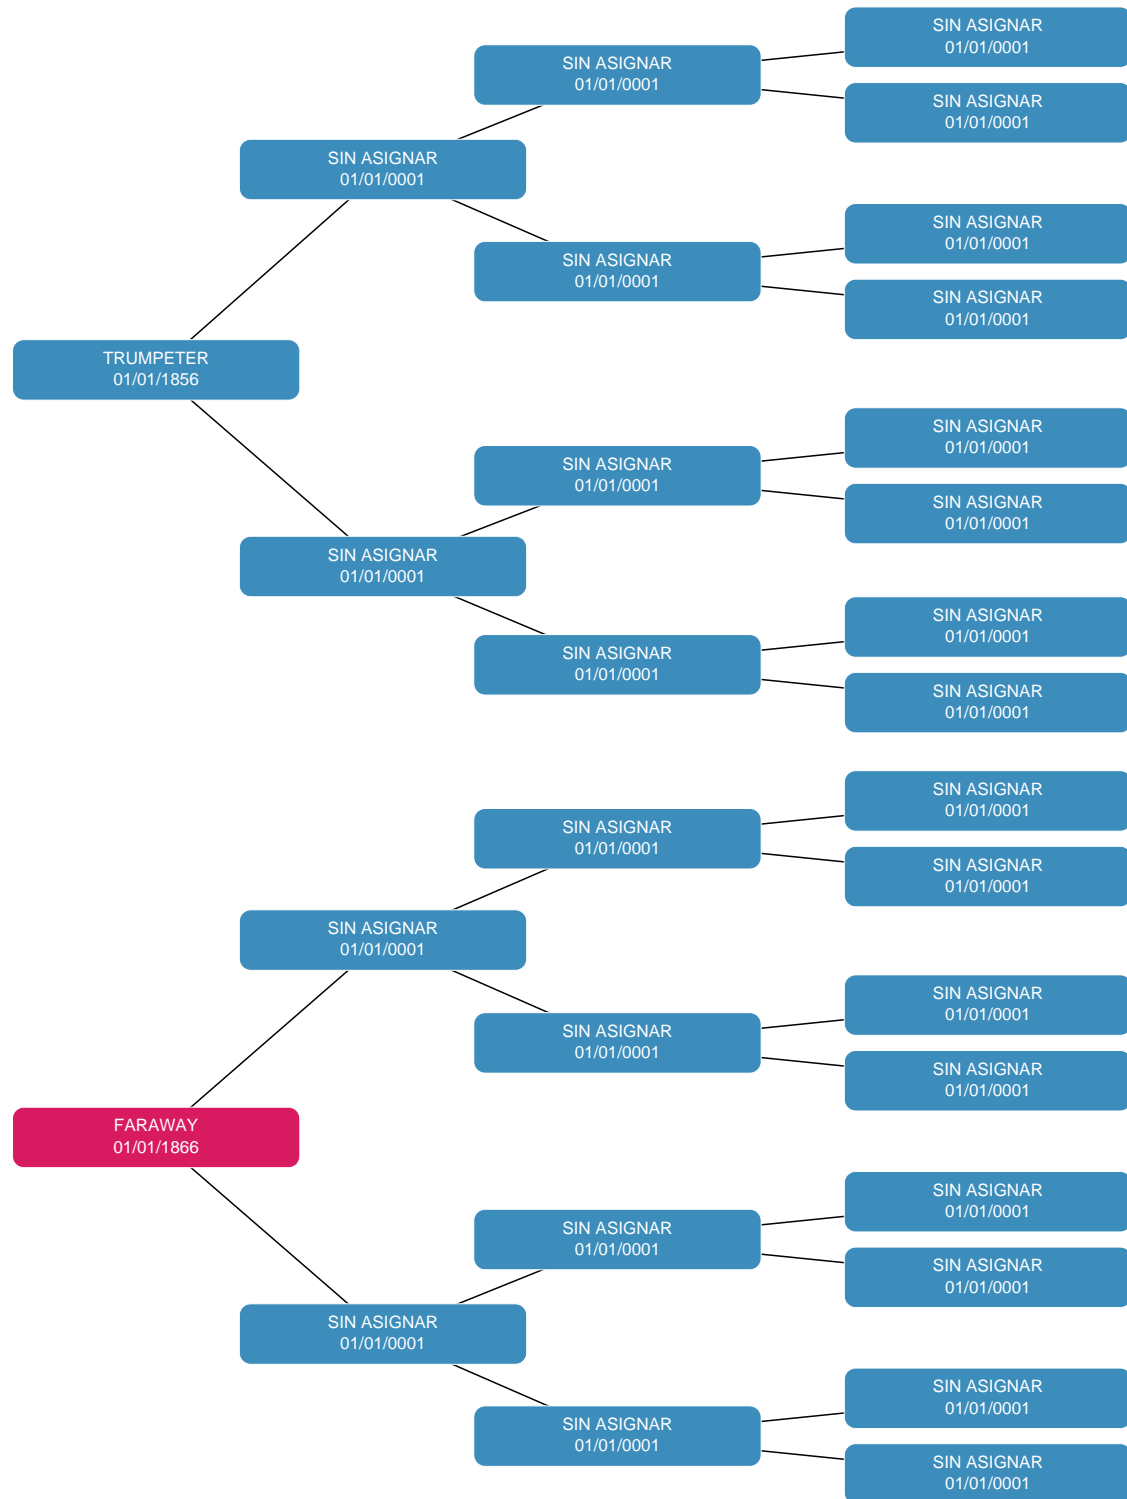 SIN ASIGNAR
01/01/0001
SIN ASIGNAR
01/01/0001
SIN ASIGNAR
01/01/0001
SIN ASIGNAR
01/01/0001
SIN ASIGNAR
01/01/0001
SIN ASIGNAR
01/01/0001
SIN ASIGNAR
01/01/0001
TRUMPETER
01/01/1856
SIN ASIGNAR
01/01/0001
SIN ASIGNAR
01/01/0001
SIN ASIGNAR
01/01/0001
SIN ASIGNAR
01/01/0001
SIN ASIGNAR
01/01/0001
SIN ASIGNAR
01/01/0001
SIN ASIGNAR
01/01/0001
SIN ASIGNAR
01/01/0001
SIN ASIGNAR
01/01/0001
SIN ASIGNAR
01/01/0001
SIN ASIGNAR
01/01/0001
SIN ASIGNAR
01/01/0001
SIN ASIGNAR
01/01/0001
SIN ASIGNAR
01/01/0001
FARAWAY
01/01/1866
SIN ASIGNAR
01/01/0001
SIN ASIGNAR
01/01/0001
SIN ASIGNAR
01/01/0001
SIN ASIGNAR
01/01/0001
SIN ASIGNAR
01/01/0001
SIN ASIGNAR
01/01/0001
SIN ASIGNAR
01/01/0001